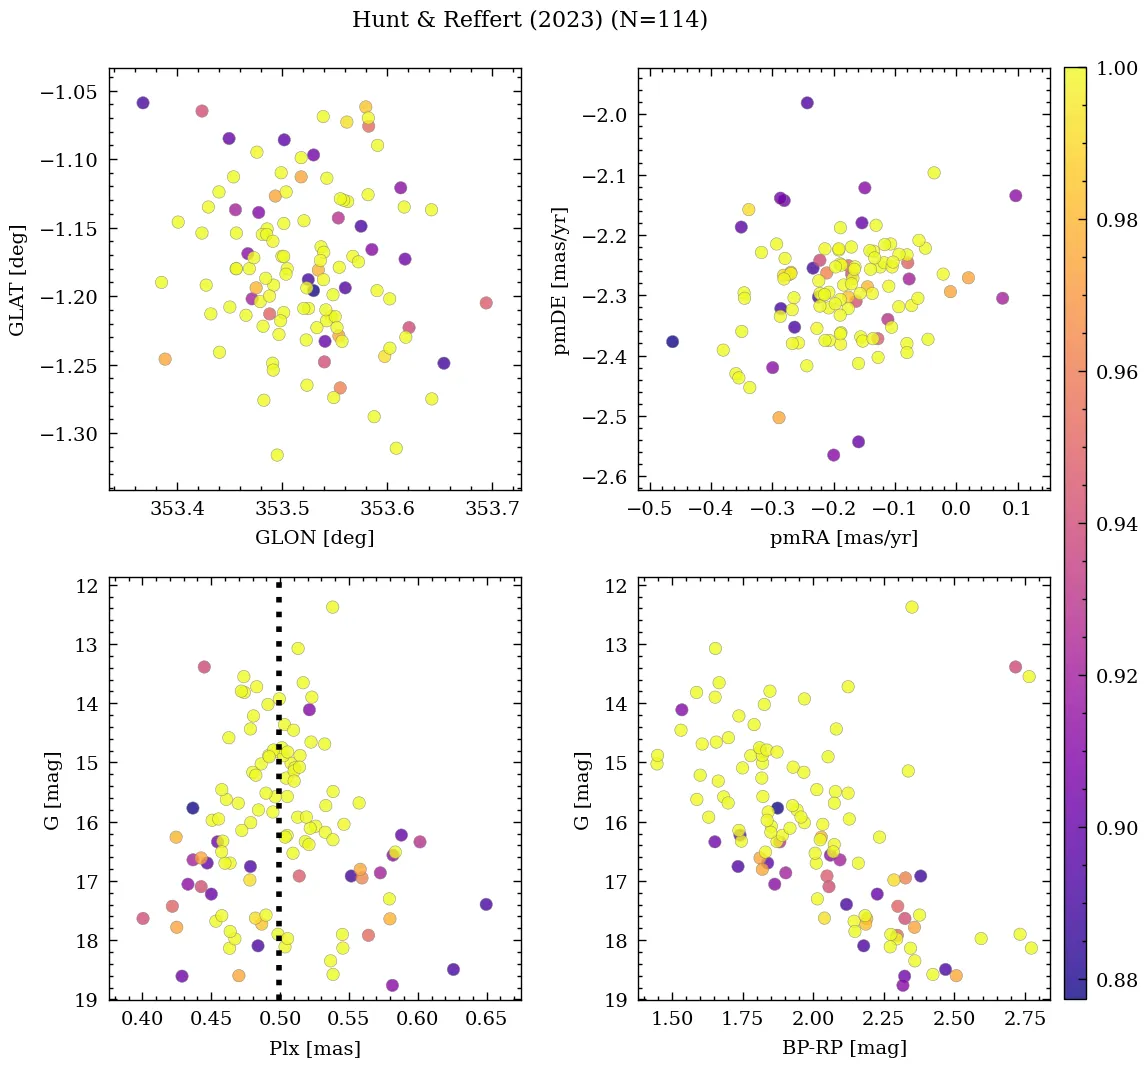 Hunt & Reffert (2023) (N=114)
−1.05
−1.10
−1.15
−1.20
−1.25
−1.30
GLAT [deg]
353.4 353.5 353.6 353.7
GLON [deg]
−2.0
−2.1
−2.2
−2.3
−2.4
−2.5
−2.6
pmDE [mas/yr]
−0.5 −0.4 −0.3 −0.2 −0.1 0.0 0.1
pmRA [mas/yr]
12
13
14
15
16
17
18
19
G [mag]
0.40 0.45 0.50 0.55 0.60 0.65
Plx [mas]
12
13
14
15
16
17
18
19
G [mag]
1.50 1.75 2.00 2.25 2.50 2.75
BP-RP [mag]
1.00
0.98
0.96
0.94
0.92
0.90
0.88